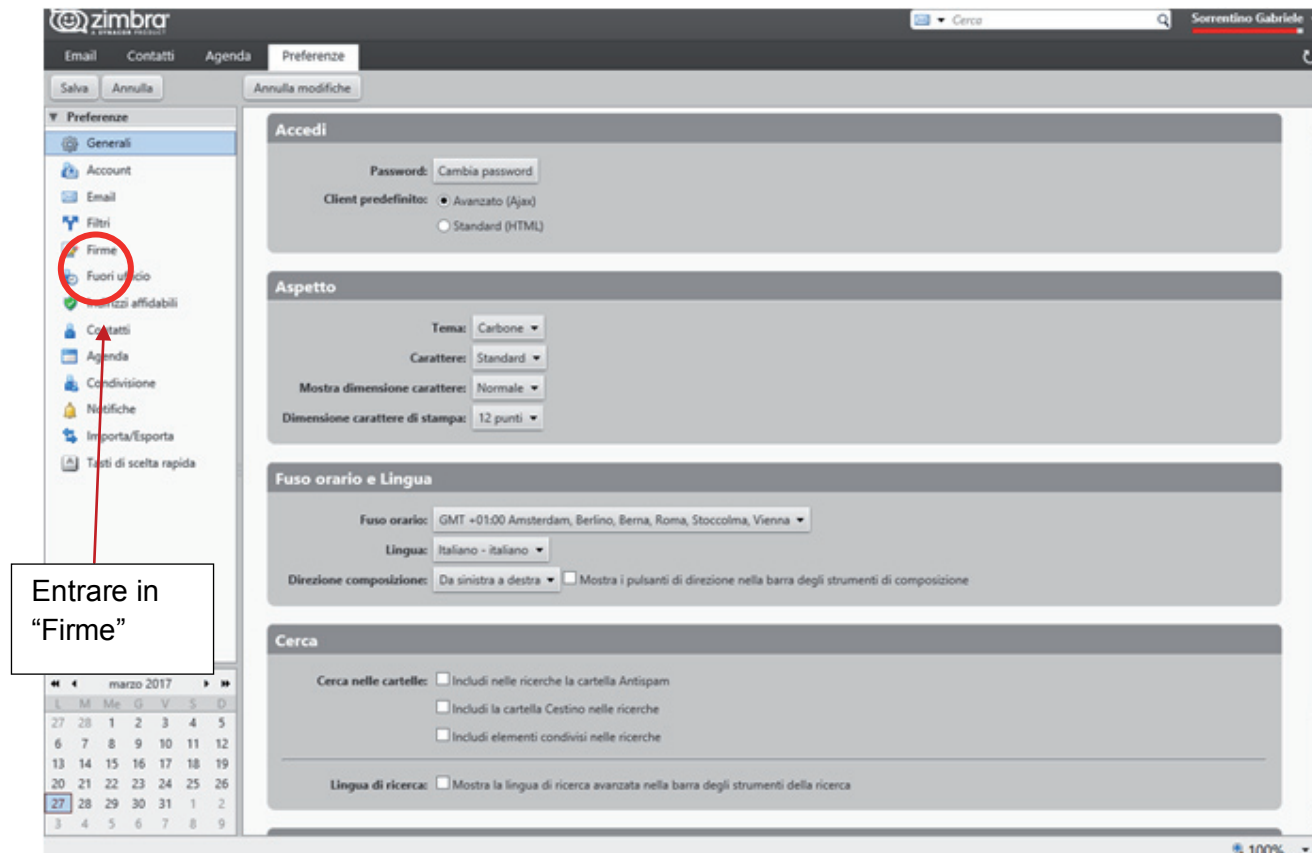 zimbra
A SYNACOR PRODUCT
Cerca
Sorrentino Gabriele
Email Contatti Agenda Preferenze
Salva Annulla Annulla modifiche
Preferenze
Generali
Account
Email
Filtri
Firme
Fuori ufficio
Indirizzi affidabili
Contatti
Agenda
Condivisione
Notifiche
Importa/Esporta
Tasti di scelta rapida
Entrare in
“Firme”
marzo 2017
L M Me G V S D
27 28 1 2 3 4 5
6 7 8 9 10 11 12
13 14 15 16 17 18 19
20 21 22 23 24 25 26
27 28 29 30 31 1 2
3 4 5 6 7 8 9
Accedi
Password: Cambia password
Client predefinito: Avanzato (Ajax)
Standard (HTML)
Aspetto
Tema: Carbone
Carattere: Standard
Mostra dimensione carattere: Normale
Dimensione carattere di stampa: 12 punti
Fuso orario e Lingua
Fuso orario: GMT +01:00 Amsterdam, Berlino, Berna, Roma, Stoccolma, Vienna
Lingua: Italiano - italiano
Direzione composizione: Da sinistra a destra Mostra i pulsanti di direzione nella barra degli strumenti di composizione
Cerca
Cerca nelle cartelle: Includi nelle ricerche la cartella Antispam
Includi la cartella Cestino nelle ricerche
Includi elementi condivisi nelle ricerche
Lingua di ricerca: Mostra la lingua di ricerca avanzata nella barra degli strumenti della ricerca
100%